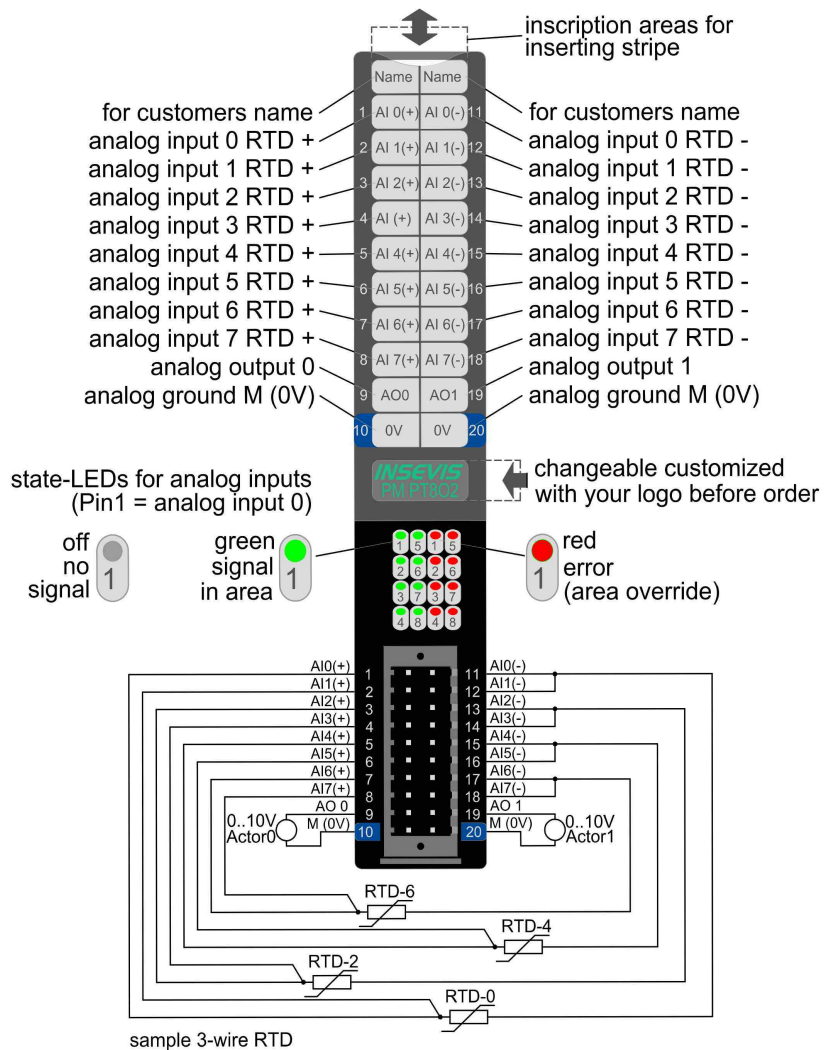 inscription areas for
inserting stripe
Name Name
for customers name
for customers name
1 AI 0(+) AI 0(-) 11
analog input 0 RTD +
analog input 0 RTD -
2 AI 1(+) AI 1(-) 12
analog input 1 RTD +
analog input 1 RTD -
3 AI 2(+) AI 2(-) 13
analog input 2 RTD +
analog input 2 RTD -
4 AI (+) AI 3(-) 14
analog input 3 RTD +
analog input 3 RTD -
5 AI 4(+) AI 4(-) 15
analog input 4 RTD +
analog input 4 RTD -
6 AI 5(+) AI 5(-) 16
analog input 5 RTD +
analog input 5 RTD -
7 AI 6(+) AI 6(-) 17
analog input 6 RTD +
analog input 6 RTD -
8 AI 7(+) AI 7(-) 18
analog input 7 RTD +
analog input 7 RTD -
9 AO0 AO1 19
analog output 0
analog output 1
10 0V 0V 20
analog ground M (0V)
analog ground M (0V)
INSEVIS
PM PT8O2
changeable customized
with your logo before order
state-LEDs for analog inputs
(Pin1 = analog input 0)
off
no
signal
1
green
signal
in area
1
1 5 1 5
2 6 2 6
3 7 3 7
4 8 4 8
1
red
error
(area override)
AI0(+) 1 11 AI0(-)
AI1(+) 2 12 AI1(-)
AI2(+) 3 13 AI2(-)
AI3(+) 4 14 AI3(-)
AI4(+) 5 15 AI4(-)
AI5(+) 6 16 AI5(-)
AI6(+) 7 17 AI6(-)
AI7(+) 8 18 AI7(-)
AO 0 9 19 AO 1
M (0V) 10 20 M (0V)
0..10V
Actor0
0..10V
Actor1
RTD-6
RTD-4
RTD-2
RTD-0
sample 3-wire RTD